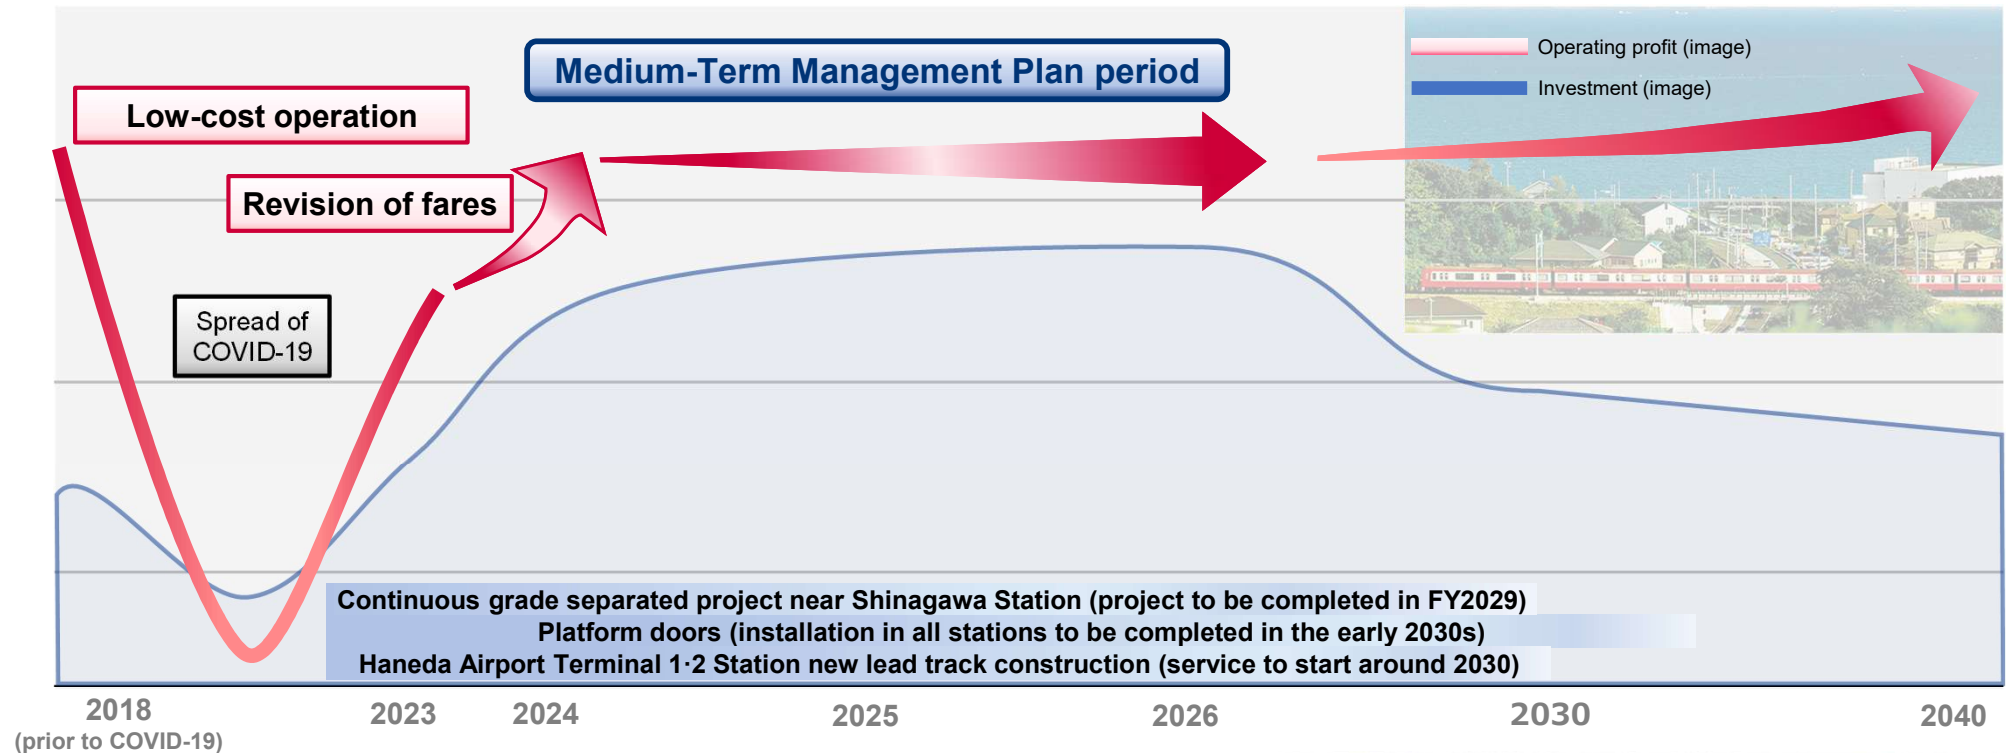 Medium-Term Management Plan period
Operating profit (image)
Investment (image)
Low-cost operation
Revision of fares
Spread of
COVID-19
Continuous grade separated project near Shinagawa Station (project to be completed in FY2029)
Platform doors (installation in all stations to be completed in the early 2030s)
Haneda Airport Terminal 1·2 Station new lead track construction (service to start around 2030)
2018
(prior to COVID-19)
2023
2024
2025
2026
2030
2040